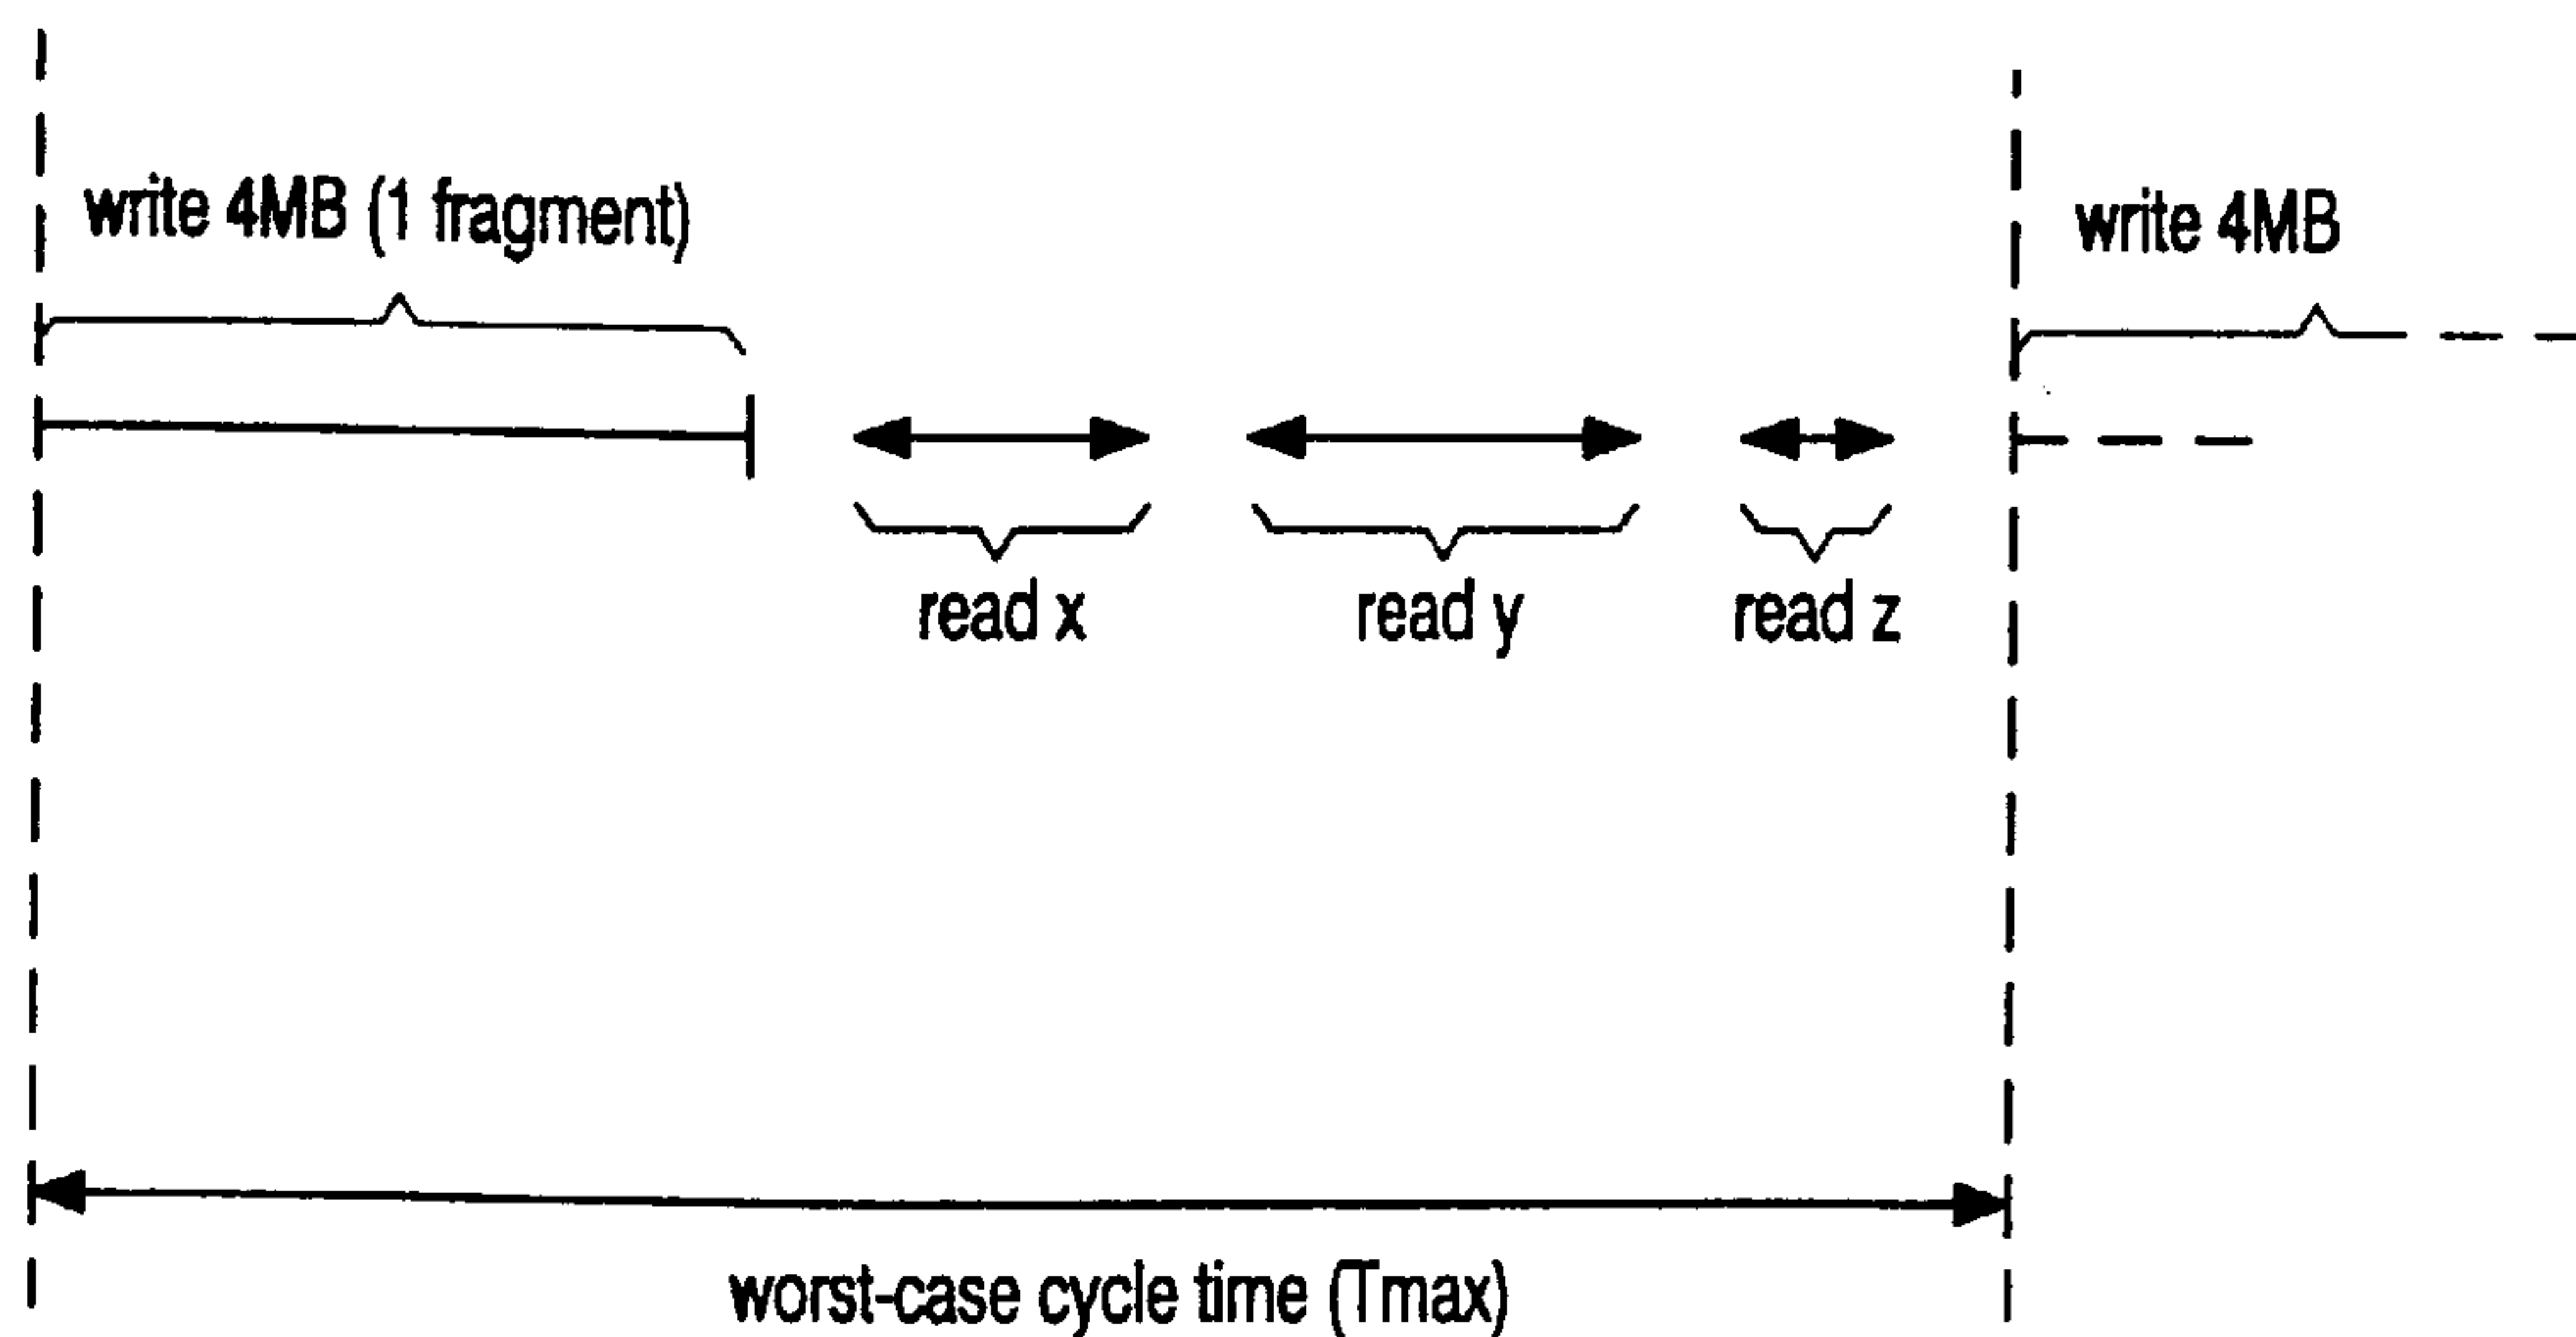 write 4MB (1 fragment)
write 4MB
read x
read y
read z
worst-case cycle time (Tmax)